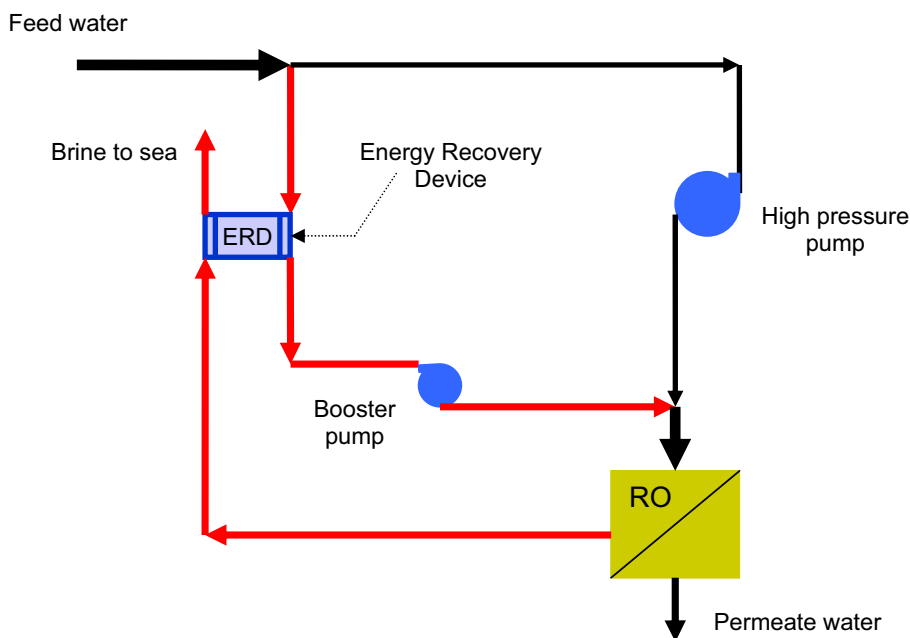 Feed water
Brine to sea
Energy Recovery
Device
ERD
High pressure
pump
Booster
pump
RO
Permeate water